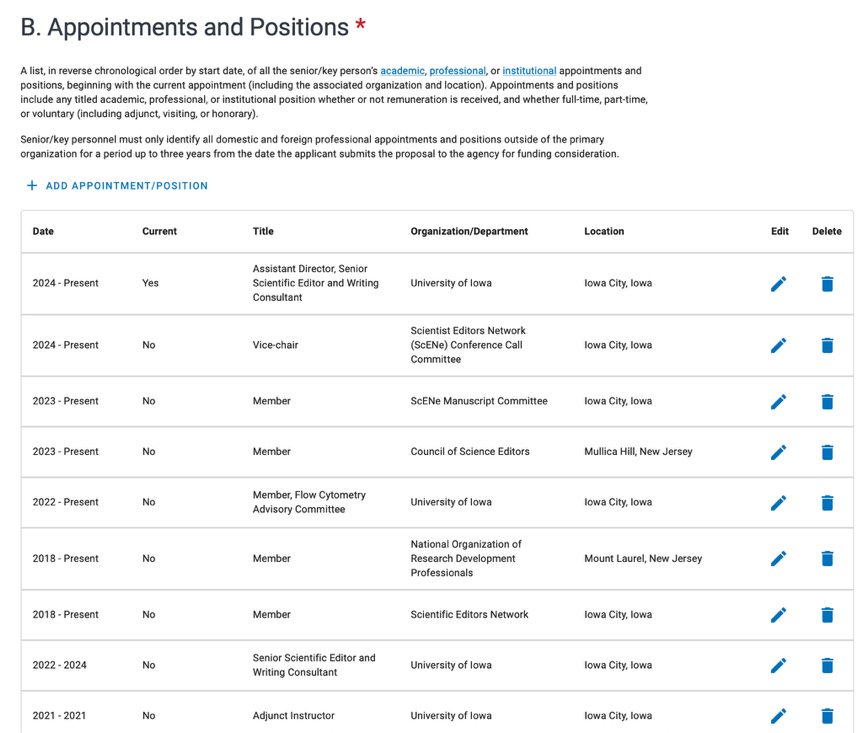 B. Appointments and Positions *
A list, in reverse chronological order by start date, of all the senior/key person's academic, professional, or institutional appointments and
positions, beginning with the current appointment (including the associated organization and location). Appointments and positions
include any titled academic, professional, or institutional position whether or not remuneration is received, and whether full-time, part-time,
or voluntary (including adjunct, visiting, or honorary).
Senior/key personnel must only identify all domestic and foreign professional appointments and positions outside of the primary
organization for a period up to three years from the date the applicant submits the proposal to the agency for funding consideration.
+ ADD APPOINTMENT/POSITION
Date Current Title Organization/Department Location Edit Delete
Assistant Director, Senior
2024 - Present Yes Scientific Editor and Writing University of Iowa Iowa City, Iowa
Consultant
Scientist Editors Network
2024 - Present No Vice-chair (ScENe) Conference Call Iowa City, Iowa
Committee
2023 - Present No Member ScENe Manuscript Committee Iowa City, Iowa
2023 - Present No Member Council of Science Editors Mullica Hill, New Jersey
2022 - Present No Member, Flow Cytometry University of Iowa Iowa City, Iowa
Advisory Committee
National Organization of
2018 - Present No Member Research Development Mount Laurel, New Jersey
Professionals
2018 - Present No Member Scientific Editors Network Iowa City, Iowa
2022 - 2024 No Senior Scientific Editor and University of Iowa Iowa City, Iowa
Writing Consultant
2021 - 2021 No Adjunct Instructor University of Iowa Iowa City, Iowa